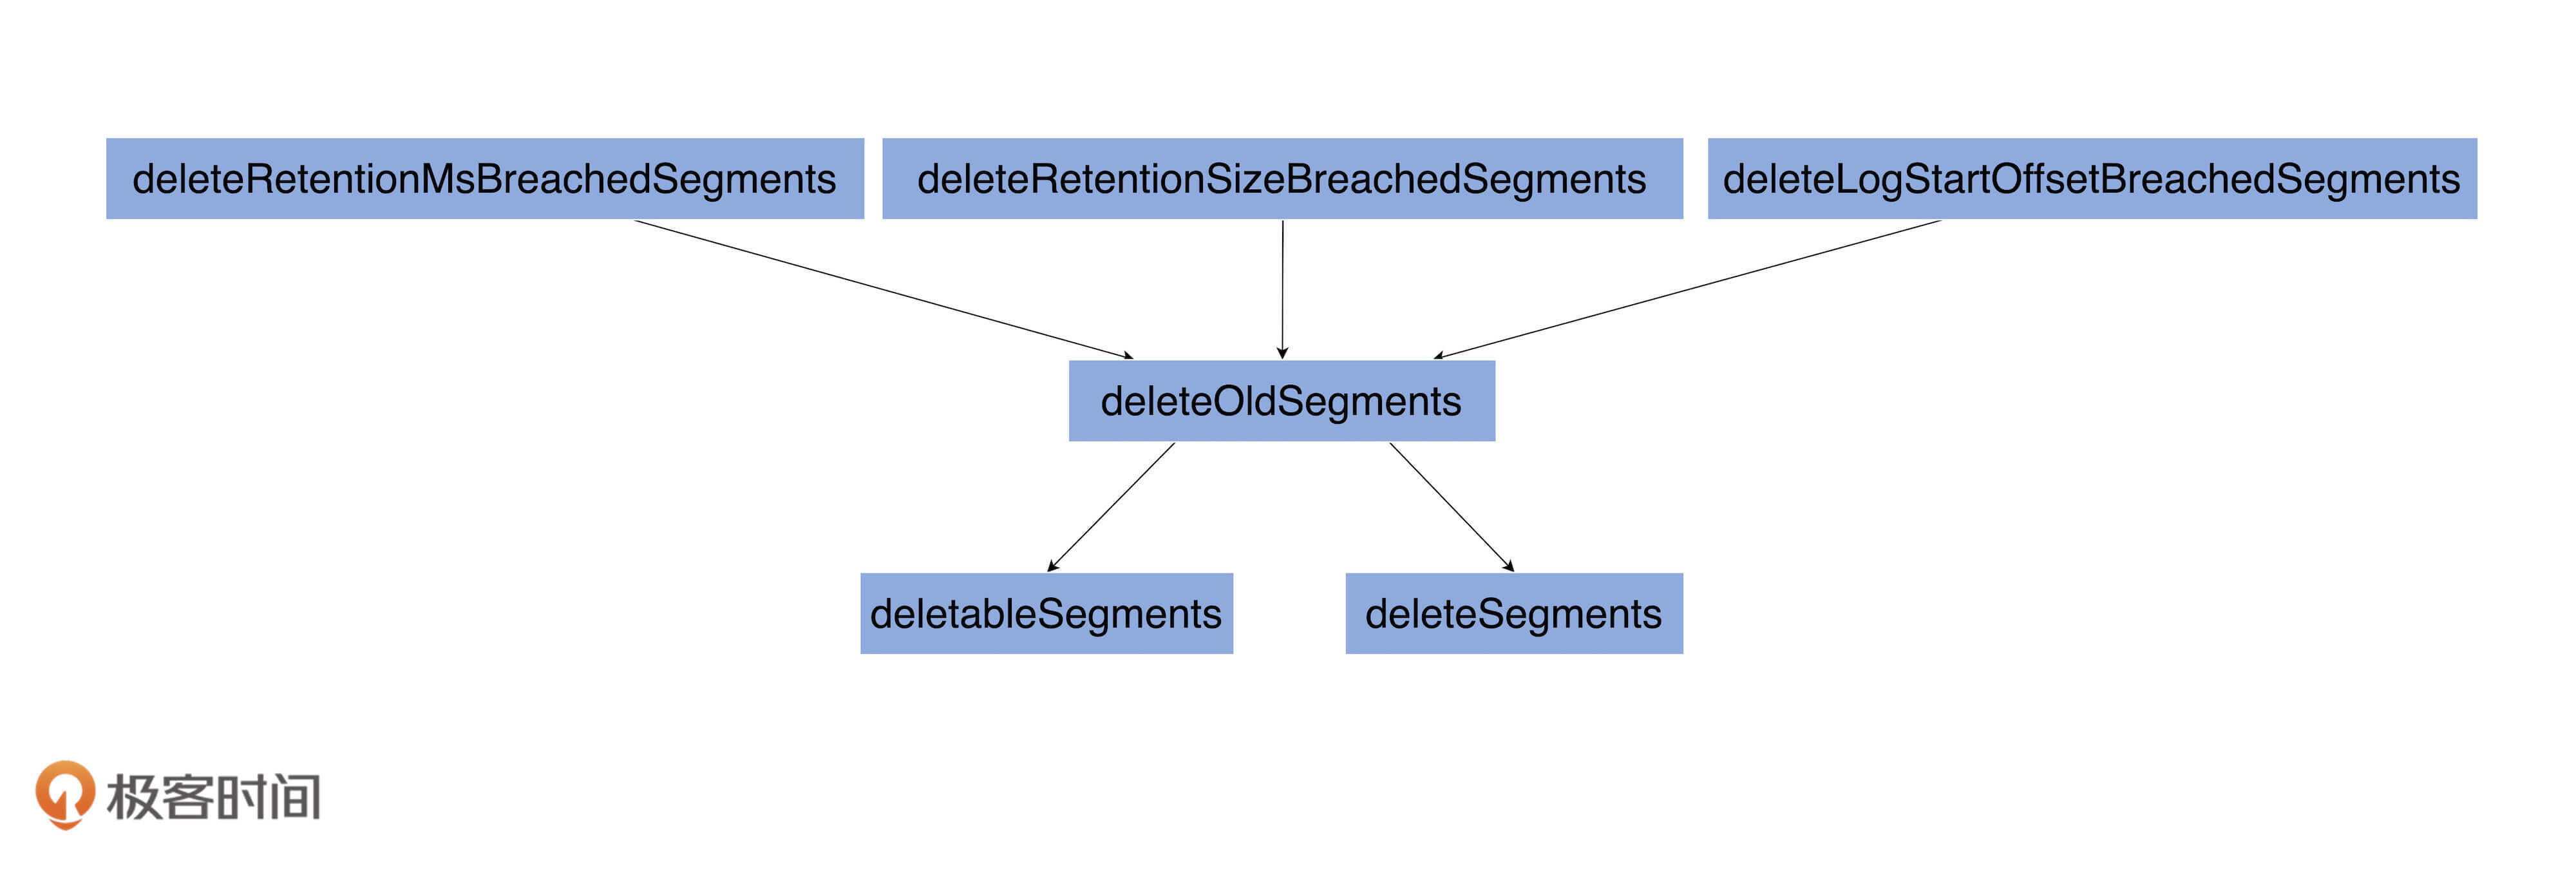 deleteRetentionMsBreachedSegments
deleteRetentionSizeBreachedSegments
deleteLogStartOffsetBreachedSegments
deleteOldSegments
deletableSegments
deleteSegments
极客时间